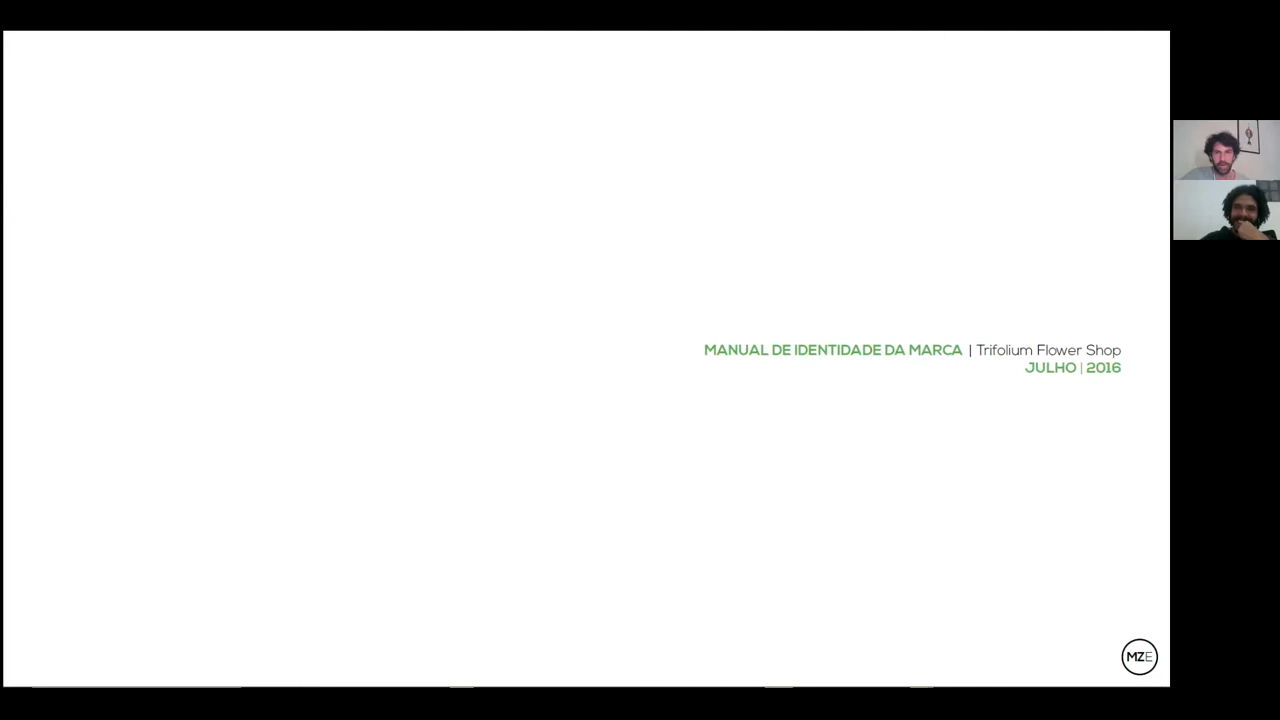 MANUAL DE IDENTIDADE DA MARCA | Trifolium Flower Shop
JULHO | 2016
MZE